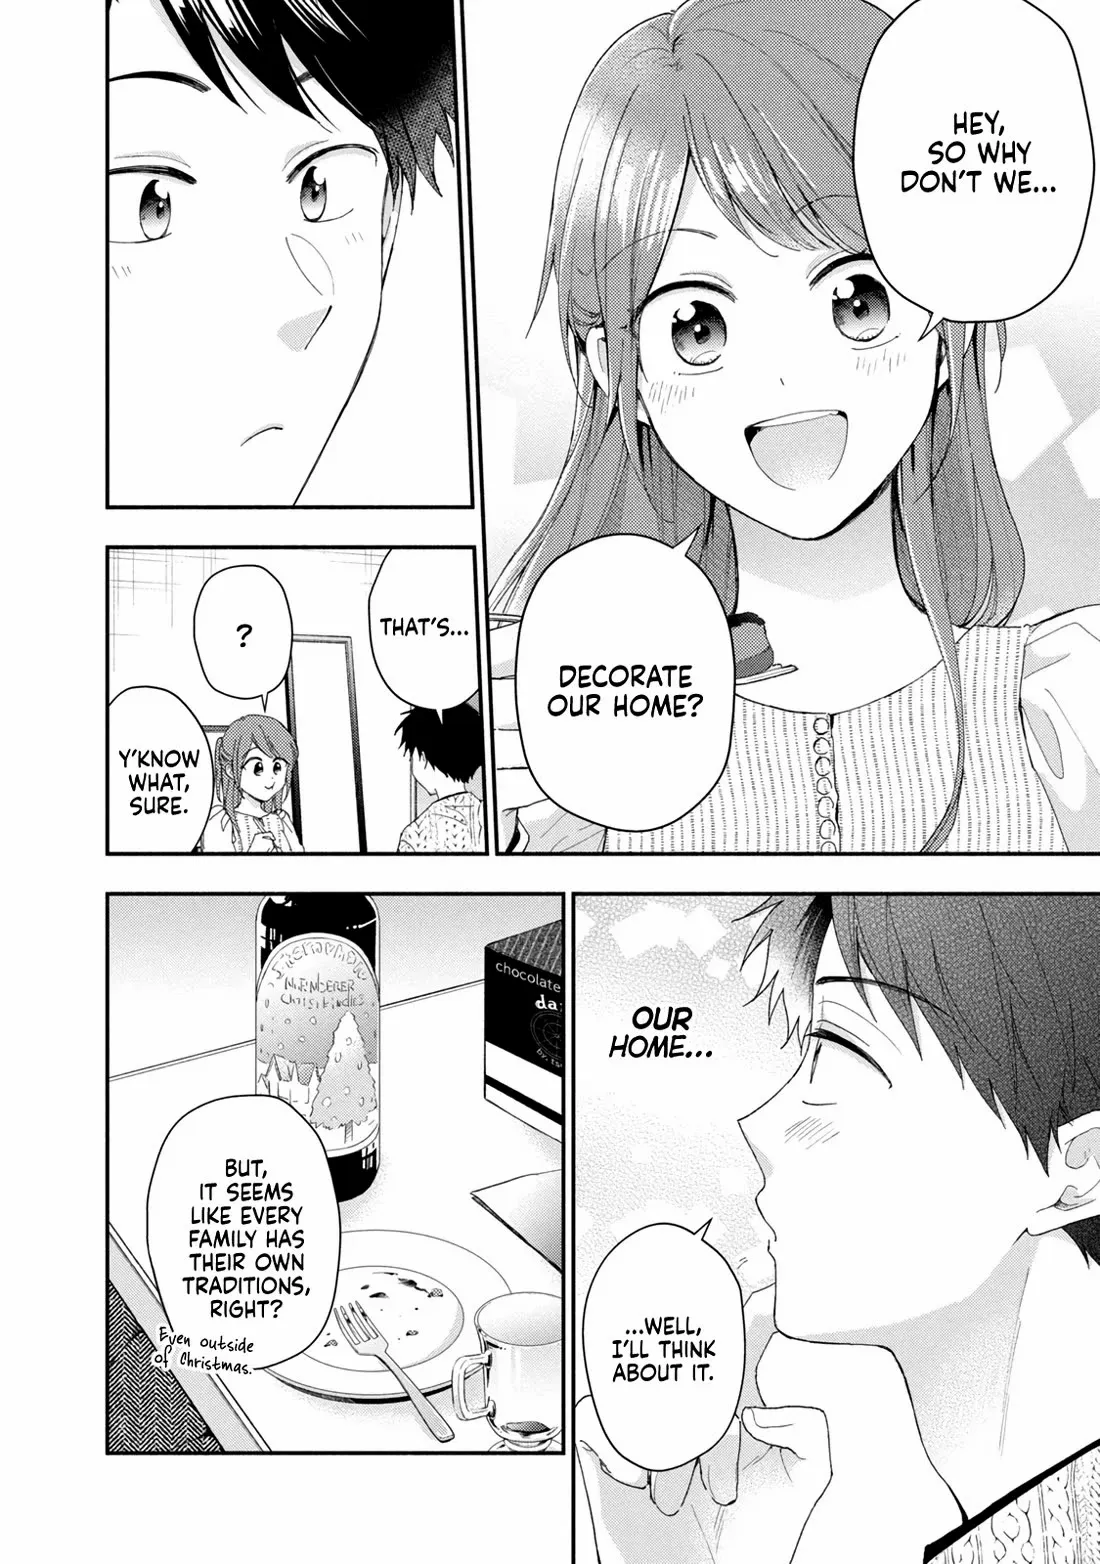 HEY,
SO WHY
DON'T WE...
DECORATE
OUR HOME?
THAT'S...
?
Y'KNOW
WHAT,
SURE.
OUR
HOME...
...WELL,
I'LL THINK
ABOUT IT.
chocolate
da
BUT,
IT SEEMS
LIKE EVERY
FAMILY HAS
THEIR OWN
TRADITIONS,
RIGHT?
Even outside
of Christmas.